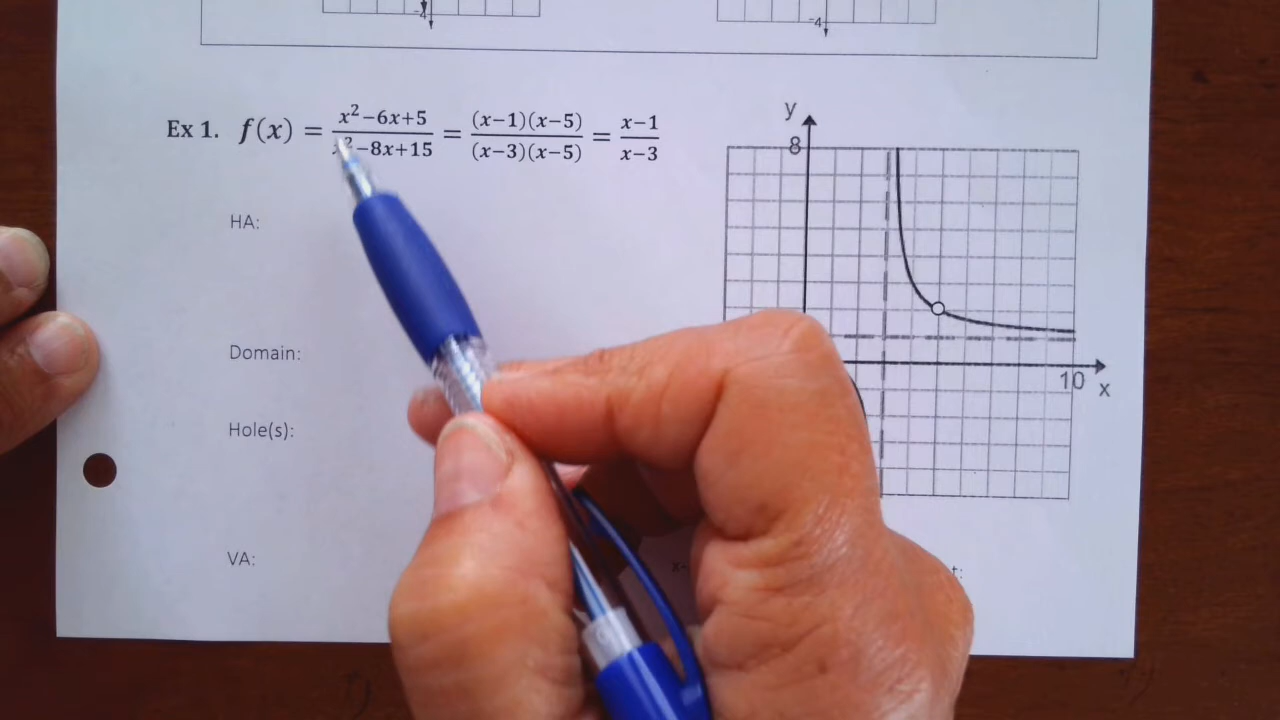 -4
-4
Ex 1. f(x) = x²−6x+5 / x²−8x+15 = (x−1)(x−5) / (x−3)(x−5) = x−1 / x−3
y
8
HA:
Domain:
10
x
Hole(s):
VA: